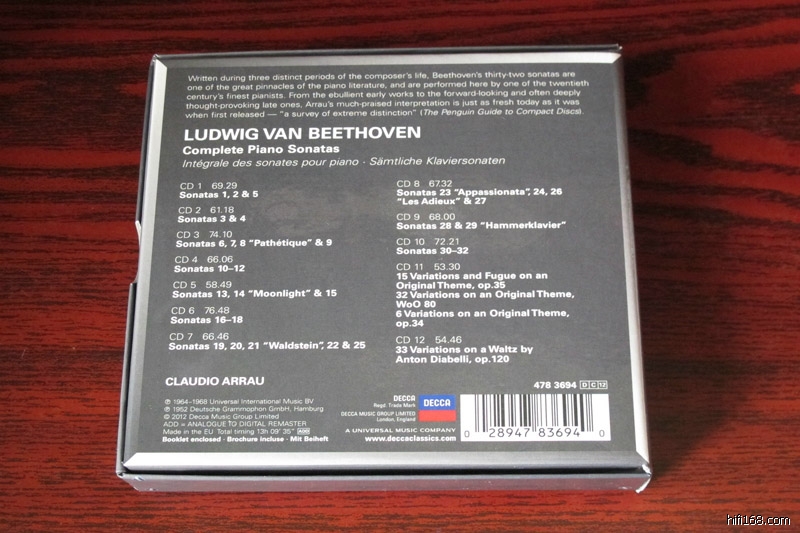 Written during three distinct periods of the composer's life, Beethoven's thirty-two sonatas are
one of the great pinnacles of the piano literature, and are performed here by one of the twentieth
century's finest pianists. From the ebullient early works to the forward-looking and often deeply
thought-provoking late ones, Arrau's much-praised interpretation is just as fresh today as it was
when first released — "a survey of extreme distinction" (The Penguin Guide to Compact Discs).
LUDWIG VAN BEETHOVEN
Complete Piano Sonatas
Intégrale des sonates pour piano · Sämtliche Klaviersonaten
CD 1 69.29
Sonatas 1, 2 & 5
CD 2 61.18
Sonatas 3 & 4
CD 3 74.10
Sonatas 6, 7, 8 "Pathétique" & 9
CD 4 66.06
Sonatas 10–12
CD 5 58.49
Sonatas 13, 14 "Moonlight" & 15
CD 6 76.48
Sonatas 16–18
CD 7 66.46
Sonatas 19, 20, 21 "Waldstein", 22 & 25
CD 8 67.32
Sonatas 23 "Appassionata", 24, 26
"Les Adieux" & 27
CD 9 68.00
Sonatas 28 & 29 "Hammerklavier"
CD 10 72.21
Sonatas 30–32
CD 11 53.30
15 Variations and Fugue on an
Original Theme, op.35
32 Variations on an Original Theme,
WoO 80
6 Variations on an Original Theme,
op.34
CD 12 54.46
33 Variations on a Waltz by
Anton Diabelli, op.120
CLAUDIO ARRAU
478 3694 DC12
℗ 1964–1968 Universal International Music BV
℗ 1952 Deutsche Grammophon GmbH, Hamburg
© 2012 Decca Music Group Limited
ADD = ANALOGUE TO DIGITAL REMASTER
Made in the EU Total timing 13h 09' 35" ADD
Booklet enclosed · Brochure incluse · Mit Beiheft
DECCA
Regd. Trade Mark
DECCA MUSIC GROUP LIMITED
London, England
DECCA
A UNIVERSAL MUSIC COMPANY
www.deccaclassics.com
0 28947 83694 0
hifi168.com